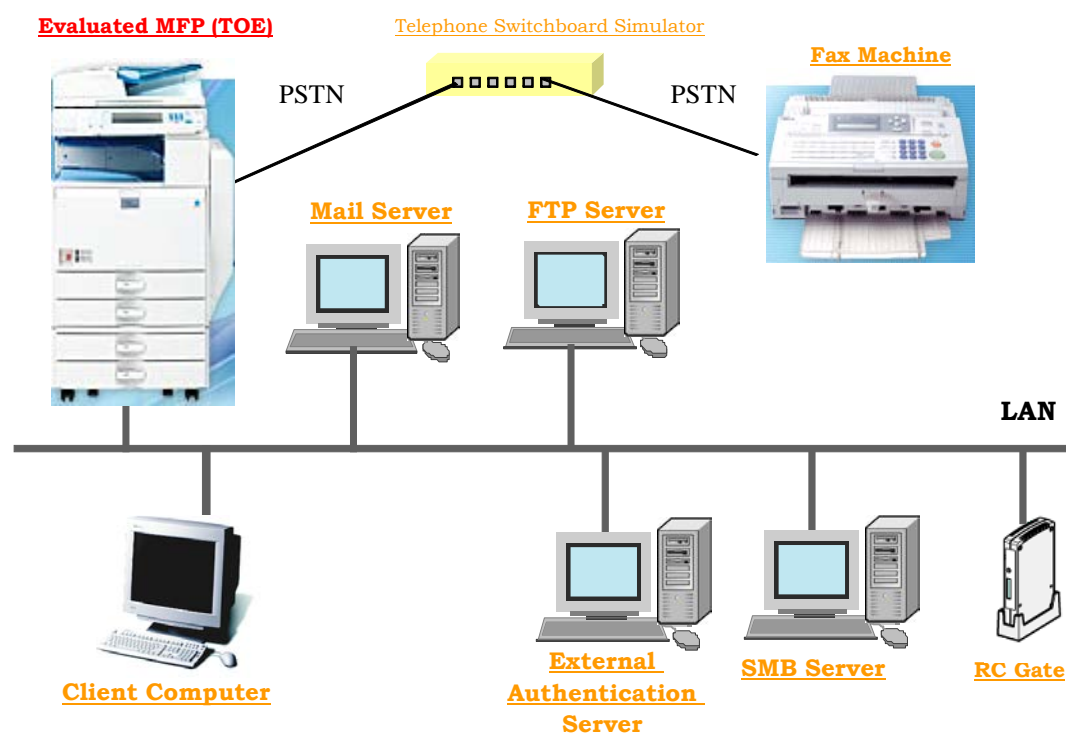 Evaluated MFP (TOE)
Telephone Switchboard Simulator
Fax Machine
PSTN
PSTN
Mail Server
FTP Server
LAN
Client Computer
External
Authentication
Server
SMB Server
RC Gate